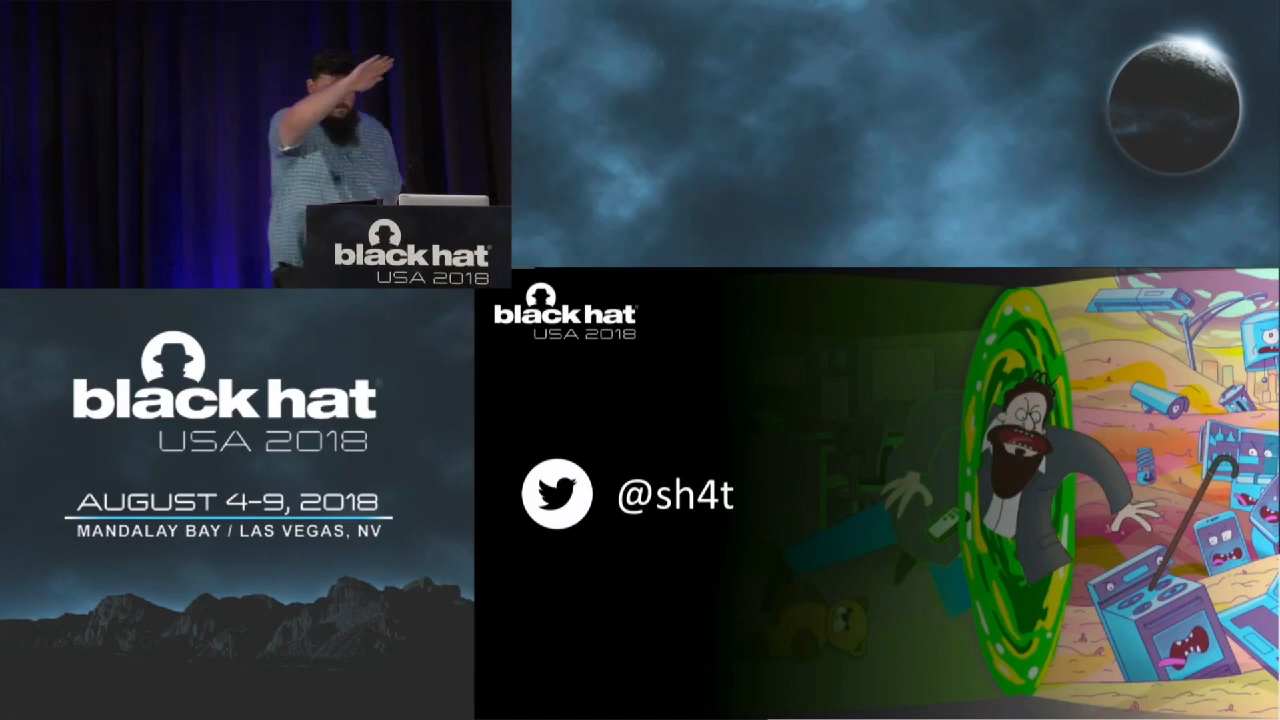 black hat
USA 2018
black hat
USA 2018
@sh4t
black hat
USA 2018
AUGUST 4-9, 2018
MANDALAY BAY / LAS VEGAS, NV